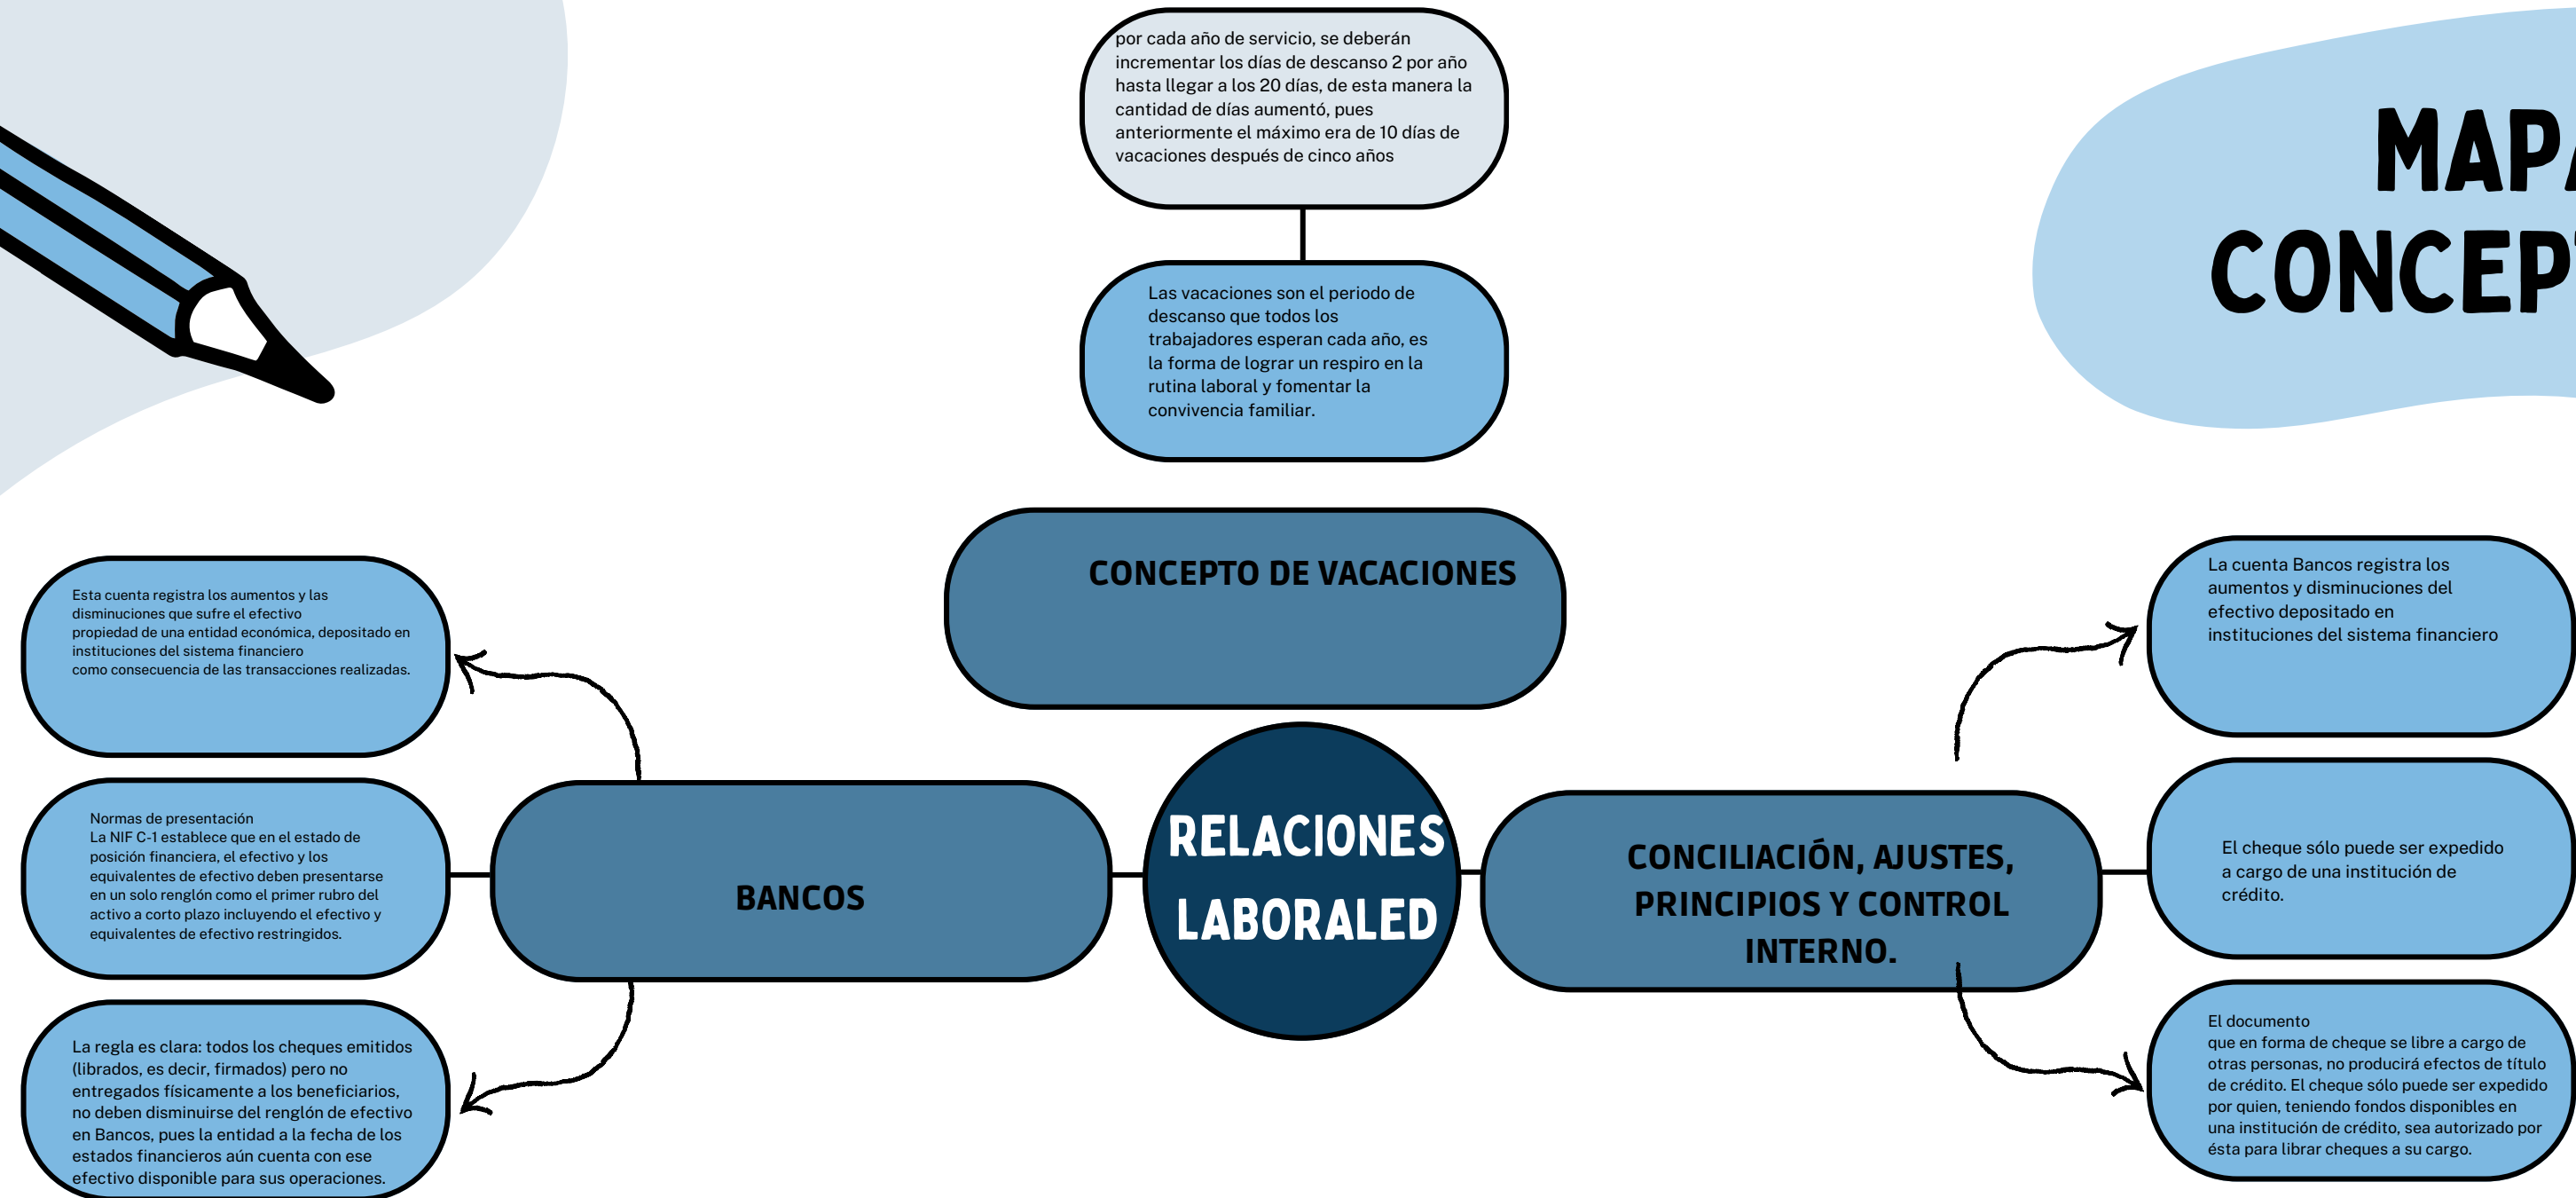 por cada año de servicio, se deberán
incrementar los días de descanso 2 por año
hasta llegar a los 20 días, de esta manera la
cantidad de días aumentó, pues
anteriormente el máximo era de 10 días de
vacaciones después de cinco años
MAPA
CONCEPT
Las vacaciones son el periodo de
descanso que todos los
trabajadores esperan cada año, es
la forma de lograr un respiro en la
rutina laboral y fomentar la
convivencia familiar.
CONCEPTO DE VACACIONES
Esta cuenta registra los aumentos y las
disminuciones que sufre el efectivo
propiedad de una entidad económica, depositado en
instituciones del sistema financiero
como consecuencia de las transacciones realizadas.
Normas de presentación
La NIF C-1 establece que en el estado de
posición financiera, el efectivo y los
equivalentes de efectivo deben presentarse
en un solo renglón como el primer rubro del
activo a corto plazo incluyendo el efectivo y
equivalentes de efectivo restringidos.
La regla es clara: todos los cheques emitidos
(librados, es decir, firmados) pero no
entregados físicamente a los beneficiarios,
no deben disminuirse del renglón de efectivo
en Bancos, pues la entidad a la fecha de los
estados financieros aún cuenta con ese
efectivo disponible para sus operaciones.
BANCOS
RELACIONES
LABORALED
CONCILIACIÓN, AJUSTES,
PRINCIPIOS Y CONTROL
INTERNO.
La cuenta Bancos registra los
aumentos y disminuciones del
efectivo depositado en
instituciones del sistema financiero
El cheque sólo puede ser expedido
a cargo de una institución de
crédito.
El documento
que en forma de cheque se libre a cargo de
otras personas, no producirá efectos de título
de crédito. El cheque sólo puede ser expedido
por quien, teniendo fondos disponibles en
una institución de crédito, sea autorizado por
ésta para librar cheques a su cargo.